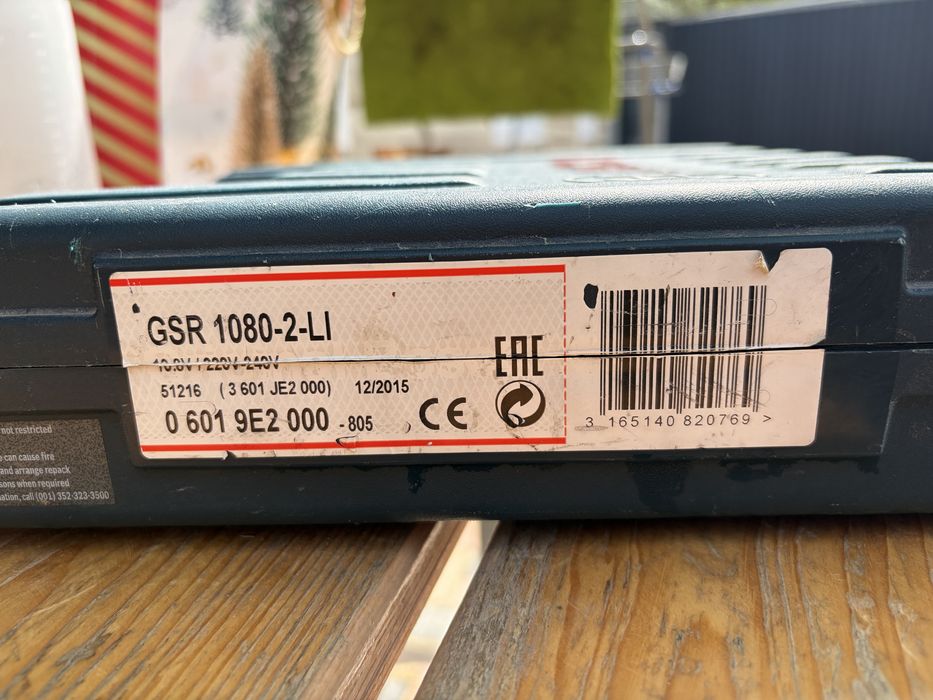 GSR 1080-2-LI
10.8V / 220V-240V
51216 (3 601 JE2 000) 12/2015
0 601 9E2 000 - 805
CE
EAC
3 165140 820769 >
not restricted
e can cause fire
and arrange repack
sons when required
ation, call (001) 352-323-3500